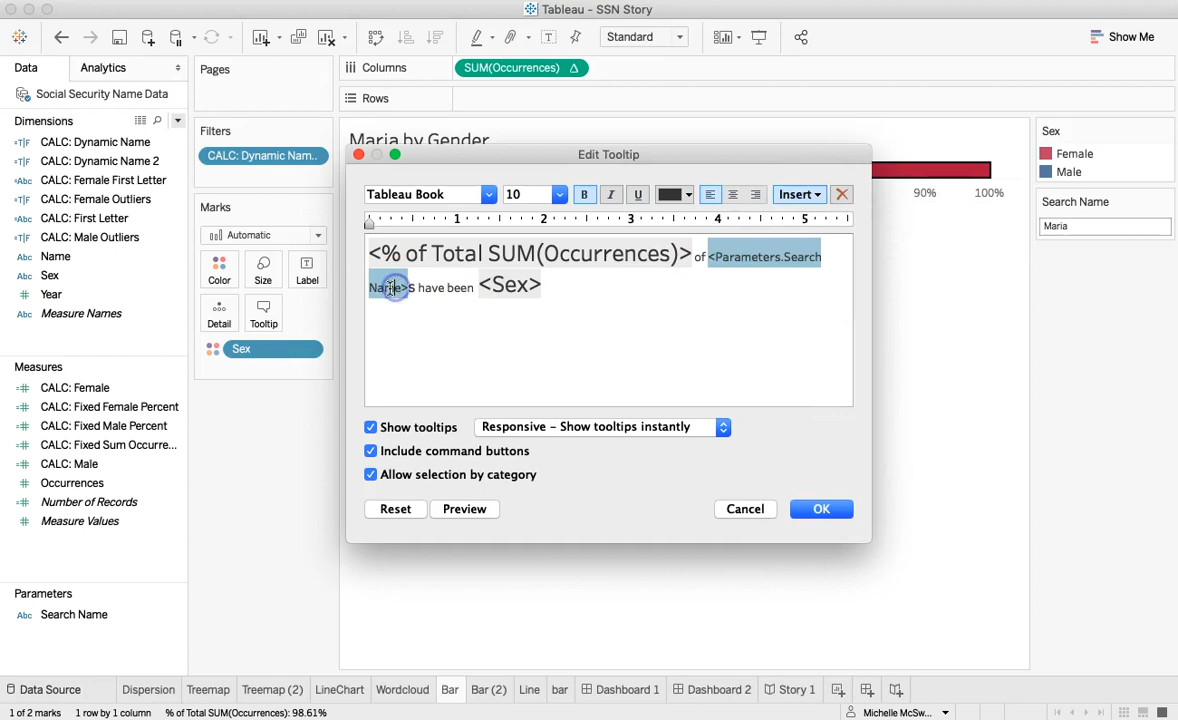 Tableau - SSN Story
Standard
Show Me
Data
Analytics
Social Security Name Data
Dimensions
CALC: Dynamic Name
CALC: Dynamic Name 2
CALC: Female First Letter
CALC: Female Outliers
CALC: First Letter
CALC: Male Outliers
Name
Sex
Year
Measure Names
Measures
CALC: Female
CALC: Fixed Female Percent
CALC: Fixed Male Percent
CALC: Fixed Sum Occurre...
CALC: Male
Occurrences
Number of Records
Measure Values
Parameters
Search Name
Pages
Filters
CALC: Dynamic Nam..
Marks
Automatic
Color
Size
Label
Detail
Tooltip
Sex
Columns
SUM(Occurrences) Δ
Rows
Maria by Gender
90%
100%
Sex
Female
Male
Search Name
Maria
Edit Tooltip
Tableau Book
10
B
I
U
Insert
1 2 3 4 5
<% of Total SUM(Occurrences)> of <Parameters.Search
Name>s have been <Sex>
Show tooltips
Responsive – Show tooltips instantly
Include command buttons
Allow selection by category
Reset
Preview
Cancel
OK
Data Source
Dispersion
Treemap
Treemap (2)
LineChart
Wordcloud
Bar
Bar (2)
Line
bar
Dashboard 1
Dashboard 2
Story 1
1 of 2 marks
1 row by 1 column
% of Total SUM(Occurrences): 98.61%
Michelle McSw...